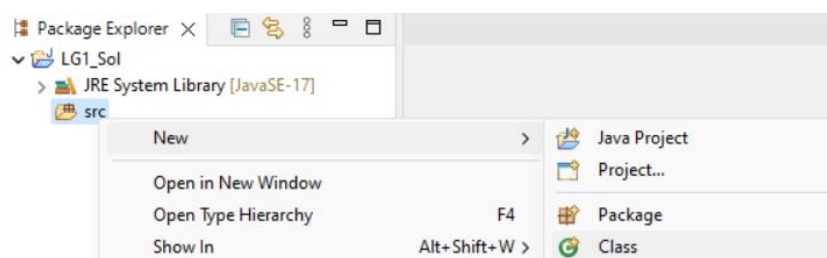 Package Explorer
LG1_Sol
JRE System Library [JavaSE-17]
src
New
Open in New Window
Open Type Hierarchy F4
Show In Alt+Shift+W >
Java Project
Project...
Package
Class